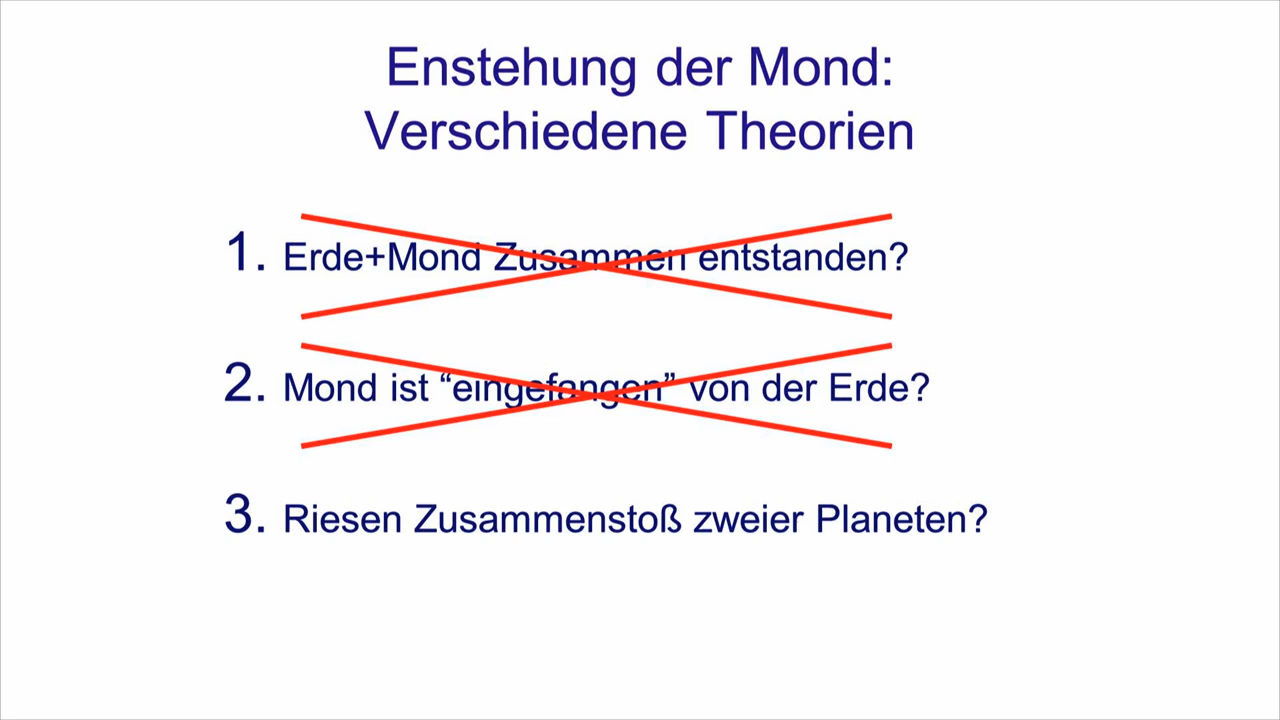 Enstehung der Mond:
Verschiedene Theorien
1. Erde+Mond Zusammen entstanden?
2. Mond ist “eingefangen” von der Erde?
3. Riesen Zusammenstoß zweier Planeten?